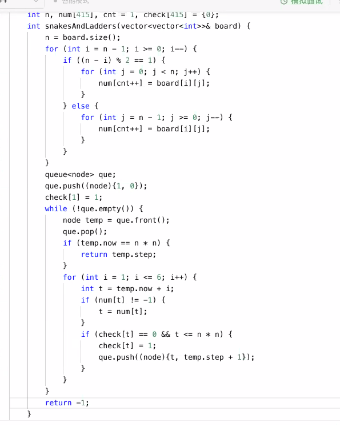 int n, num[415], cnt = 1, check[415] = {0};
int snakesAndLadders(vector<vector<int>>& board) {
    n = board.size();
    for (int i = n - 1; i >= 0; i--) {
        if ((n - i) % 2 == 1) {
            for (int j = 0; j < n; j++) {
                num[cnt++] = board[i][j];
            }
        } else {
            for (int j = n - 1; j >= 0; j--) {
                num[cnt++] = board[i][j];
            }
        }
    }
    queue<node> que;
    que.push((node){1, 0});
    check[1] = 1;
    while (!que.empty()) {
        node temp = que.front();
        que.pop();
        if (temp.now == n * n) {
            return temp.step;
        }
        for (int i = 1; i <= 6; i++) {
            int t = temp.now + i;
            if (num[t] != -1) {
                t = num[t];
            }
            if (check[t] == 0 && t <= n * n) {
                check[t] = 1;
                que.push((node){t, temp.step + 1});
            }
        }
    }
    return -1;
}